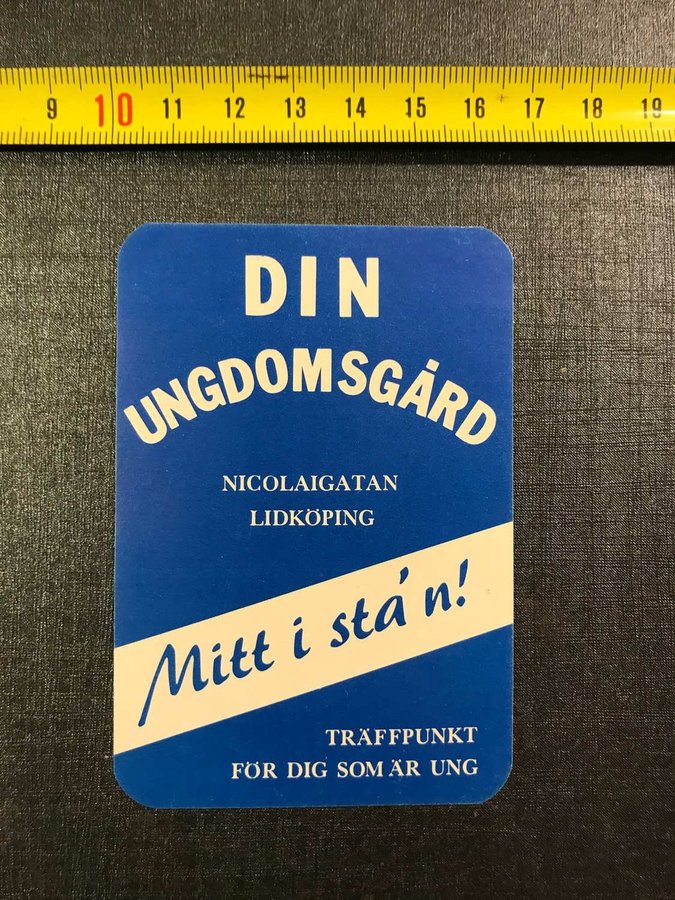 9 10 11 12 13 14 15 16 17 18 19
DIN
UNGDOMSGÅRD
NICOLAIGATAN
LIDKÖPING
Mitt i sta'n!
TRÄFFPUNKT
FÖR DIG SOM ÄR UNG